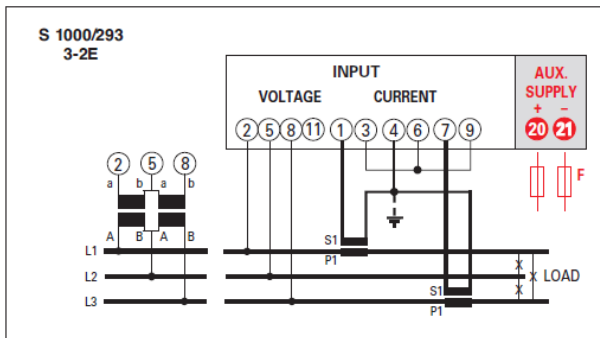 S 1000/293
3-2E
INPUT
VOLTAGE CURRENT
AUX.
SUPPLY
+ −
2 5 8 11 1 3 4 6 7 9 20 21
F
2 5 8
a b a b
A B A B
S1
P1
L1
L2
L3
S1
P1
X
X X
X
LOAD